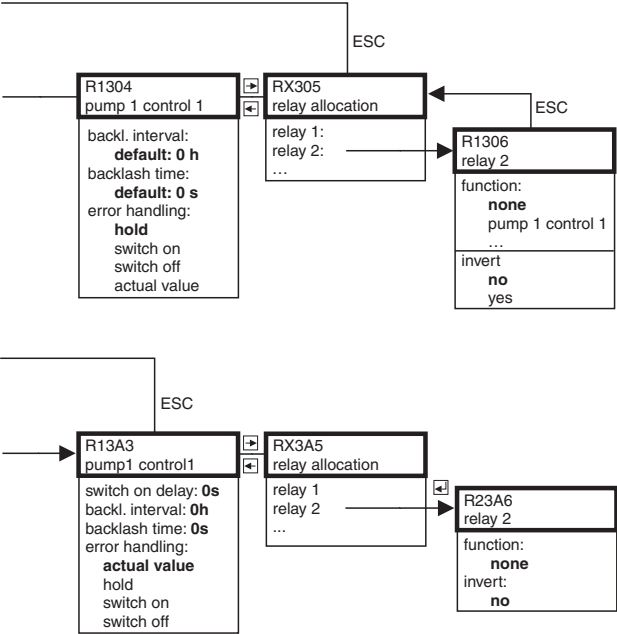 ESC
R1304
pump 1 control 1
backl. interval:
default: 0 h
backlash time:
default: 0 s
error handling:
hold
switch on
switch off
actual value
RX305
relay allocation
relay 1:
relay 2:
...
ESC
R1306
relay 2
function:
none
pump 1 control 1
...
invert
no
yes
ESC
R13A3
pump1 control1
switch on delay: 0s
backl. interval: 0h
backlash time: 0s
error handling:
actual value
hold
switch on
switch off
RX3A5
relay allocation
relay 1
relay 2
...
R23A6
relay 2
function:
none
invert:
no